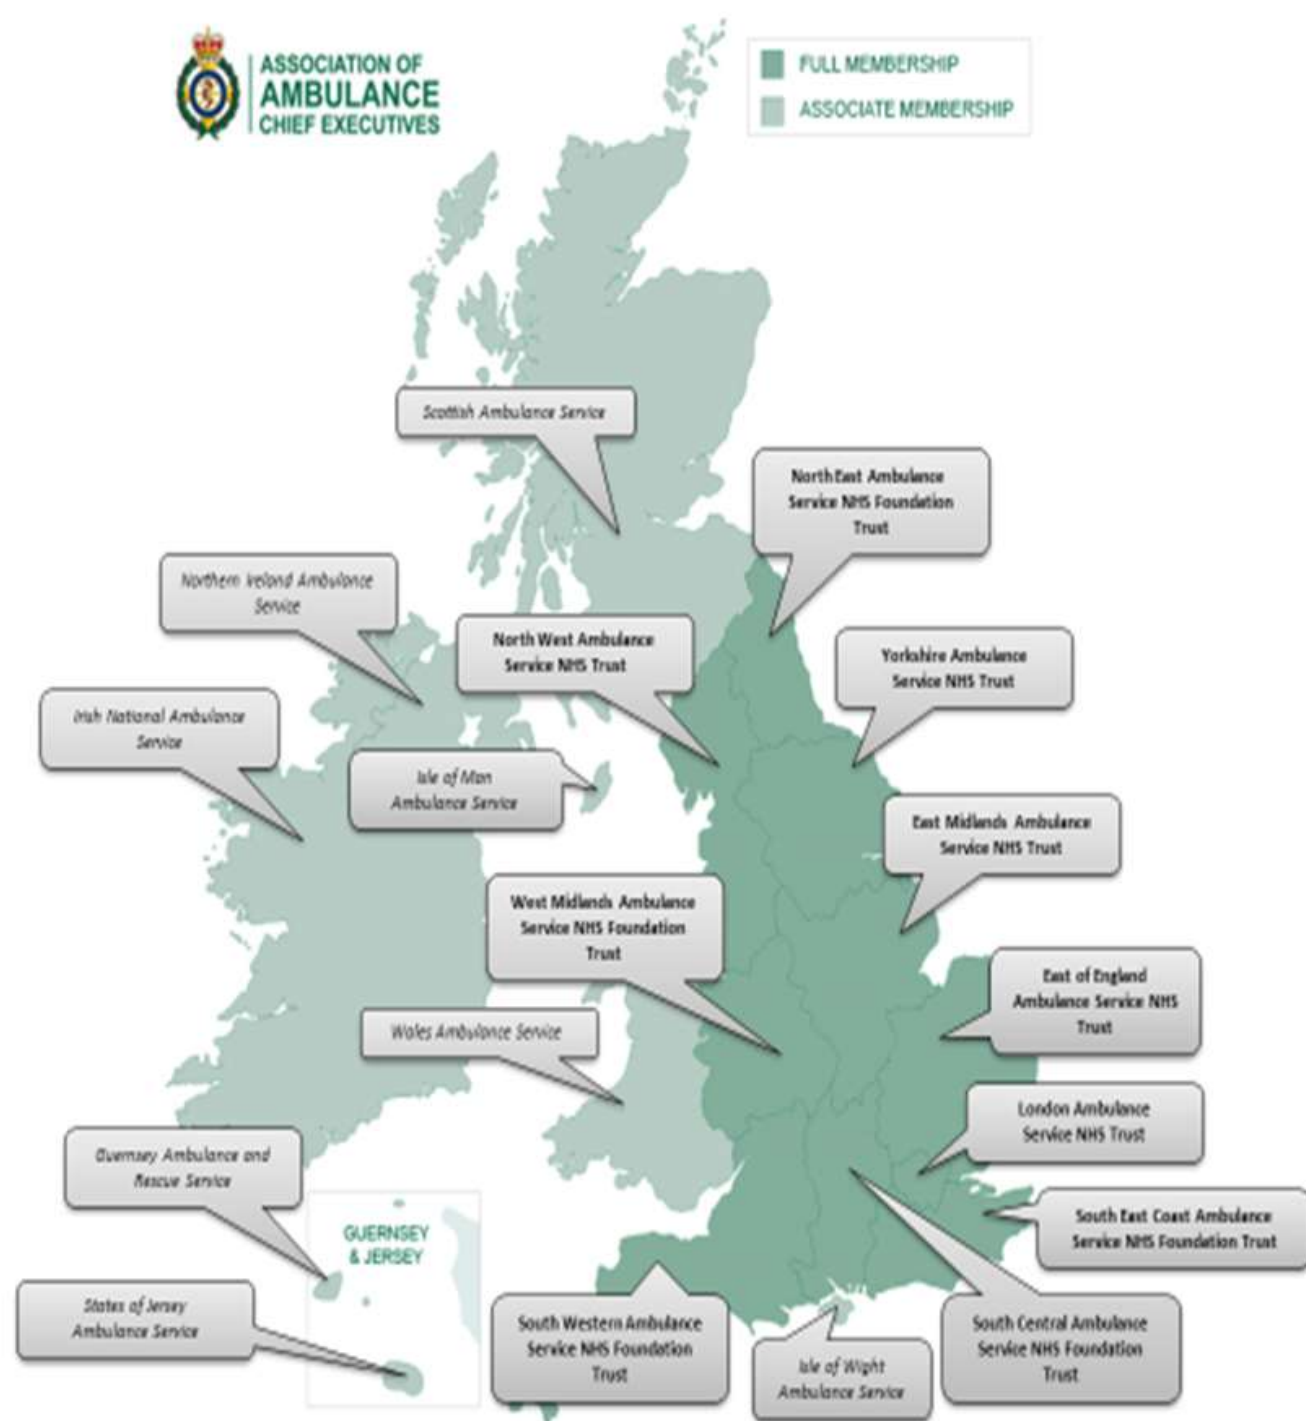 ASSOCIATION OF
AMBULANCE
CHIEF EXECUTIVES
FULL MEMBERSHIP
ASSOCIATE MEMBERSHIP
Scottish Ambulance Service
North East Ambulance
Service NHS Foundation
Trust
Northern Ireland Ambulance
Service
North West Ambulance
Service NHS Trust
Yorkshire Ambulance
Service NHS Trust
Irish National Ambulance
Service
Isle of Man
Ambulance Service
East Midlands Ambulance
Service NHS Trust
West Midlands Ambulance
Service NHS Foundation
Trust
East of England
Ambulance Service NHS
Trust
Wales Ambulance Service
London Ambulance
Service NHS Trust
Guernsey Ambulance and
Rescue Service
South East Coast Ambulance
Service NHS Foundation Trust
GUERNSEY
& JERSEY
States of Jersey
Ambulance Service
South Western Ambulance
Service NHS Foundation
Trust
South Central Ambulance
Service NHS Foundation
Trust
Isle of Wight
Ambulance Service